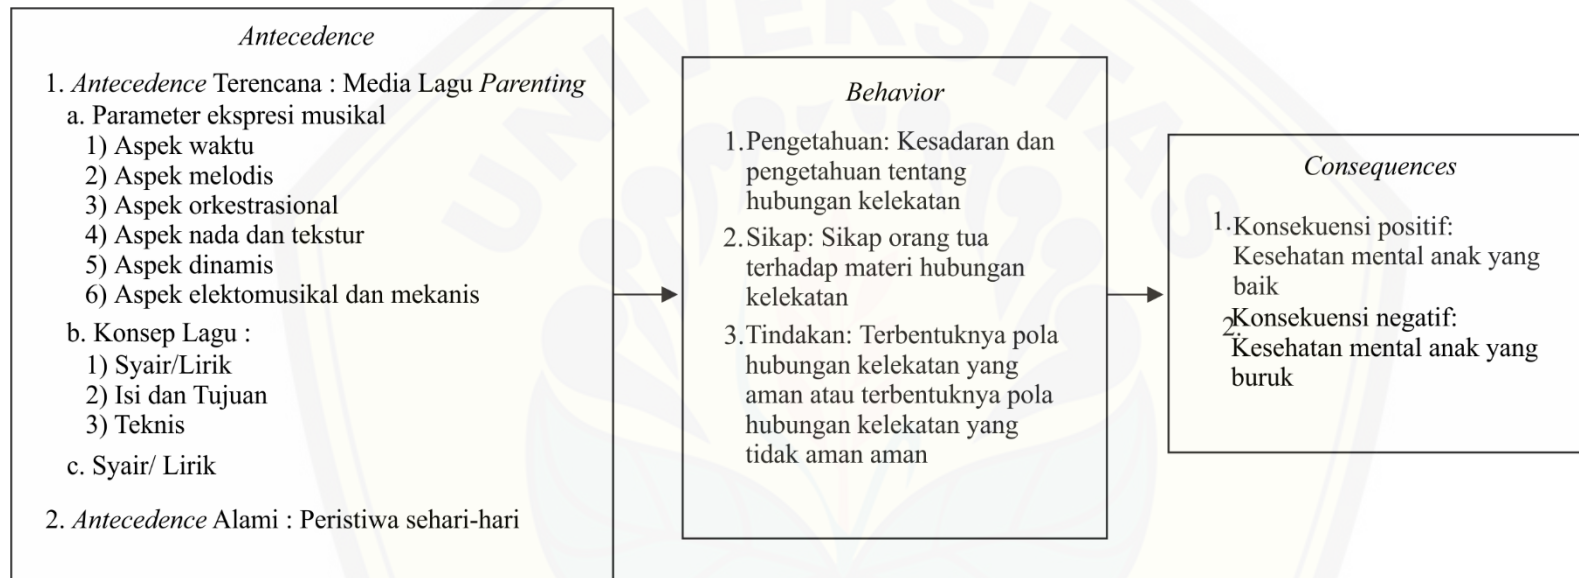 Antecedence
1. Antecedence Terencana : Media Lagu Parenting
a. Parameter ekspresi musikal
1) Aspek waktu
2) Aspek melodis
3) Aspek orkestrasional
4) Aspek nada dan tekstur
5) Aspek dinamis
6) Aspek elektomusikal dan mekanis
b. Konsep Lagu :
1) Syair/Lirik
2) Isi dan Tujuan
3) Teknis
c. Syair/ Lirik
2. Antecedence Alami : Peristiwa sehari-hari
Behavior
1. Pengetahuan: Kesadaran dan
pengetahuan tentang
hubungan kelekatan
2. Sikap: Sikap orang tua
terhadap materi hubungan
kelekatan
3. Tindakan: Terbentuknya pola
hubungan kelekatan yang
aman atau terbentuknya pola
hubungan kelekatan yang
tidak aman aman
Consequences
1. Konsekuensi positif:
Kesehatan mental anak yang
baik
2. Konsekuensi negatif:
Kesehatan mental anak yang
buruk
UNIVERSITAS